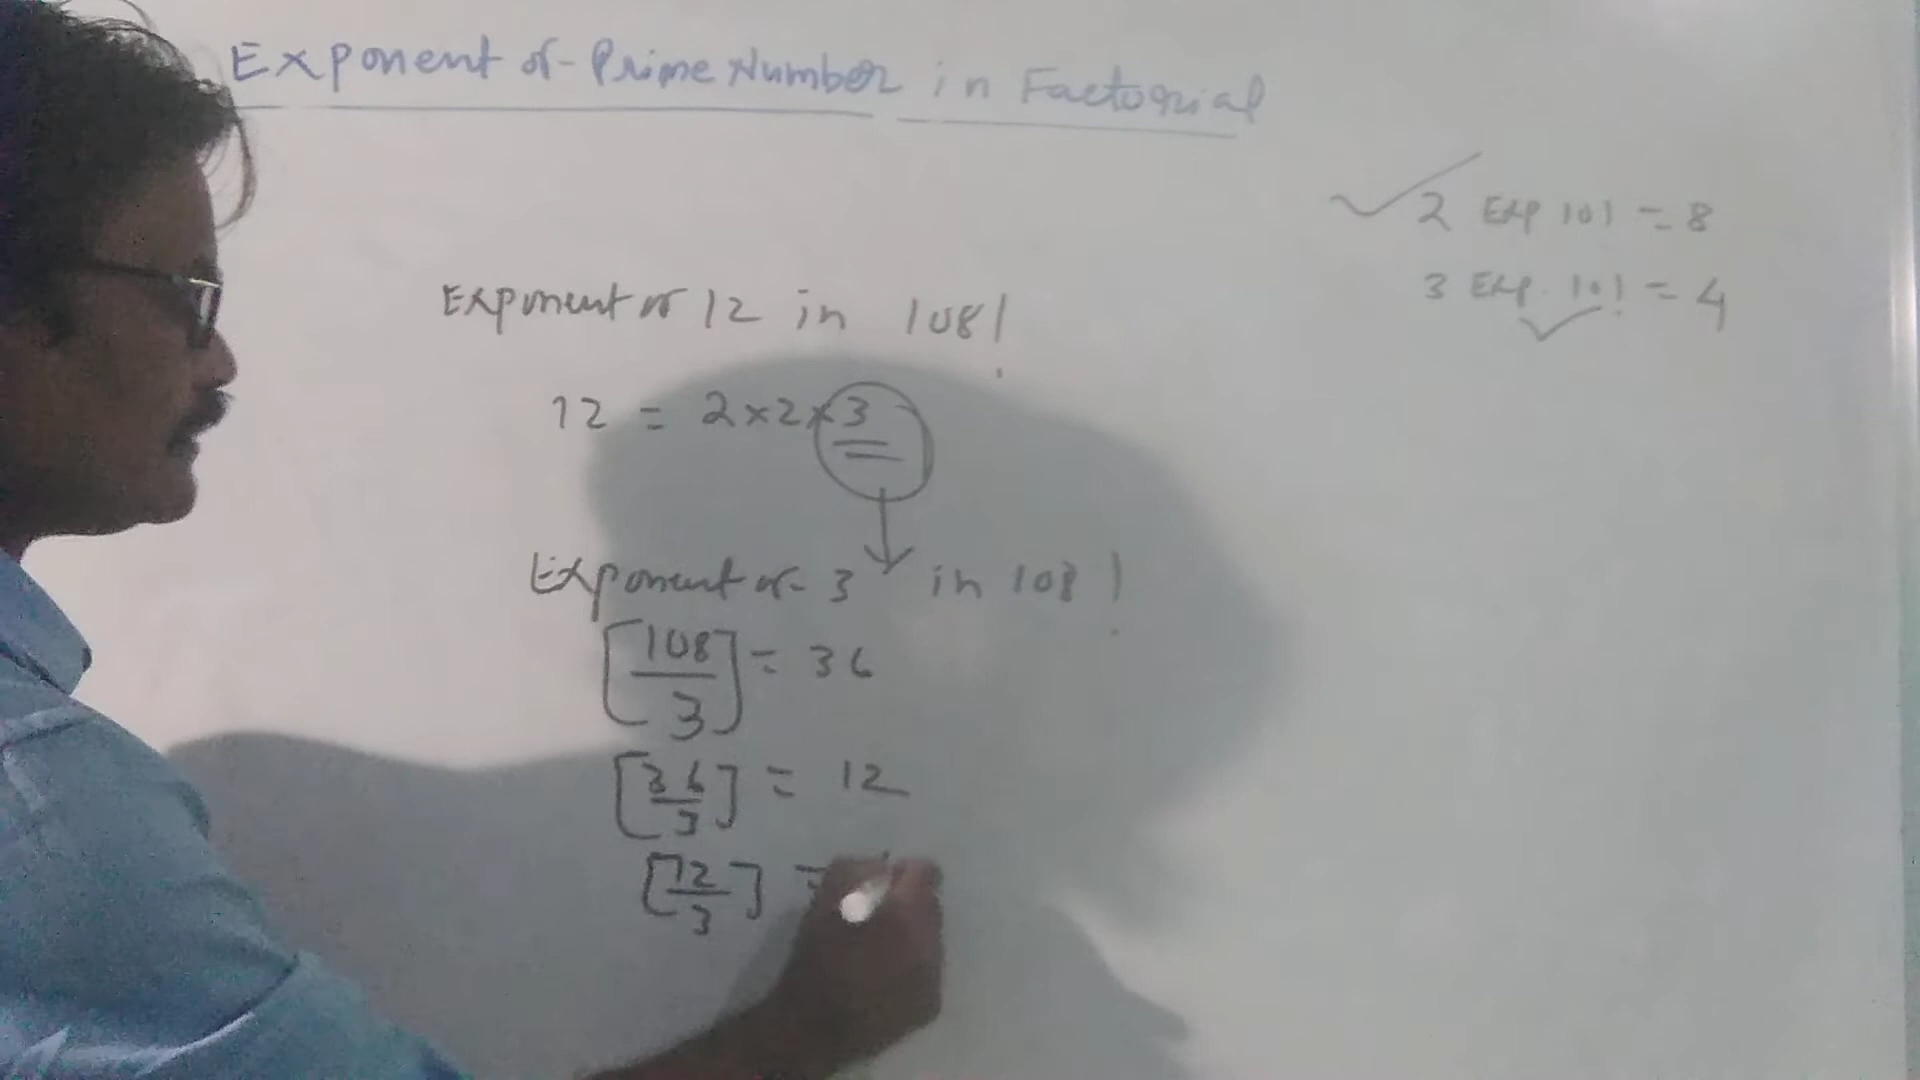 Exponent of Prime Number in Factorial
2 Exp 10! = 8
3 Exp. 10! = 4
Exponent of 12 in 108!
12 = 2×2×3
Exponent of 3 in 108!
[108/3] = 36
[36/3] = 12
[12/3] =